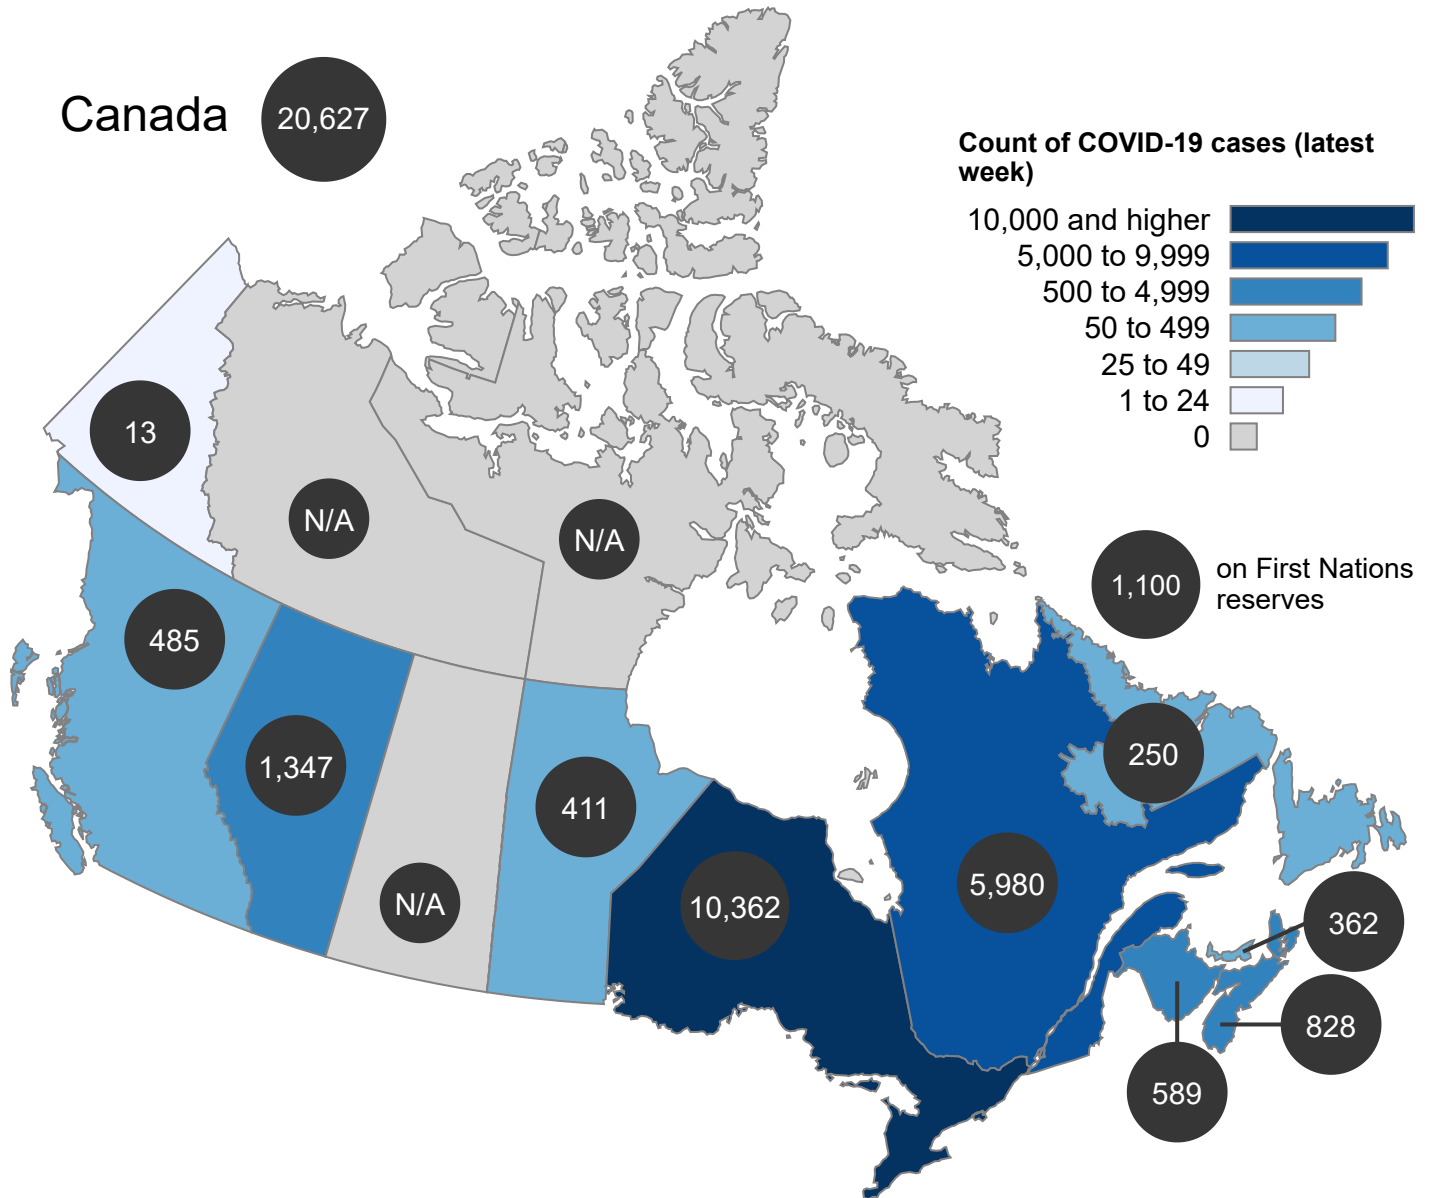 Canada
20,627
Count of COVID-19 cases (latest
week)
10,000 and higher
5,000 to 9,999
500 to 4,999
50 to 499
25 to 49
1 to 24
0
13
N/A
N/A
1,100
on First Nations
reserves
485
250
1,347
411
N/A
10,362
5,980
362
828
589